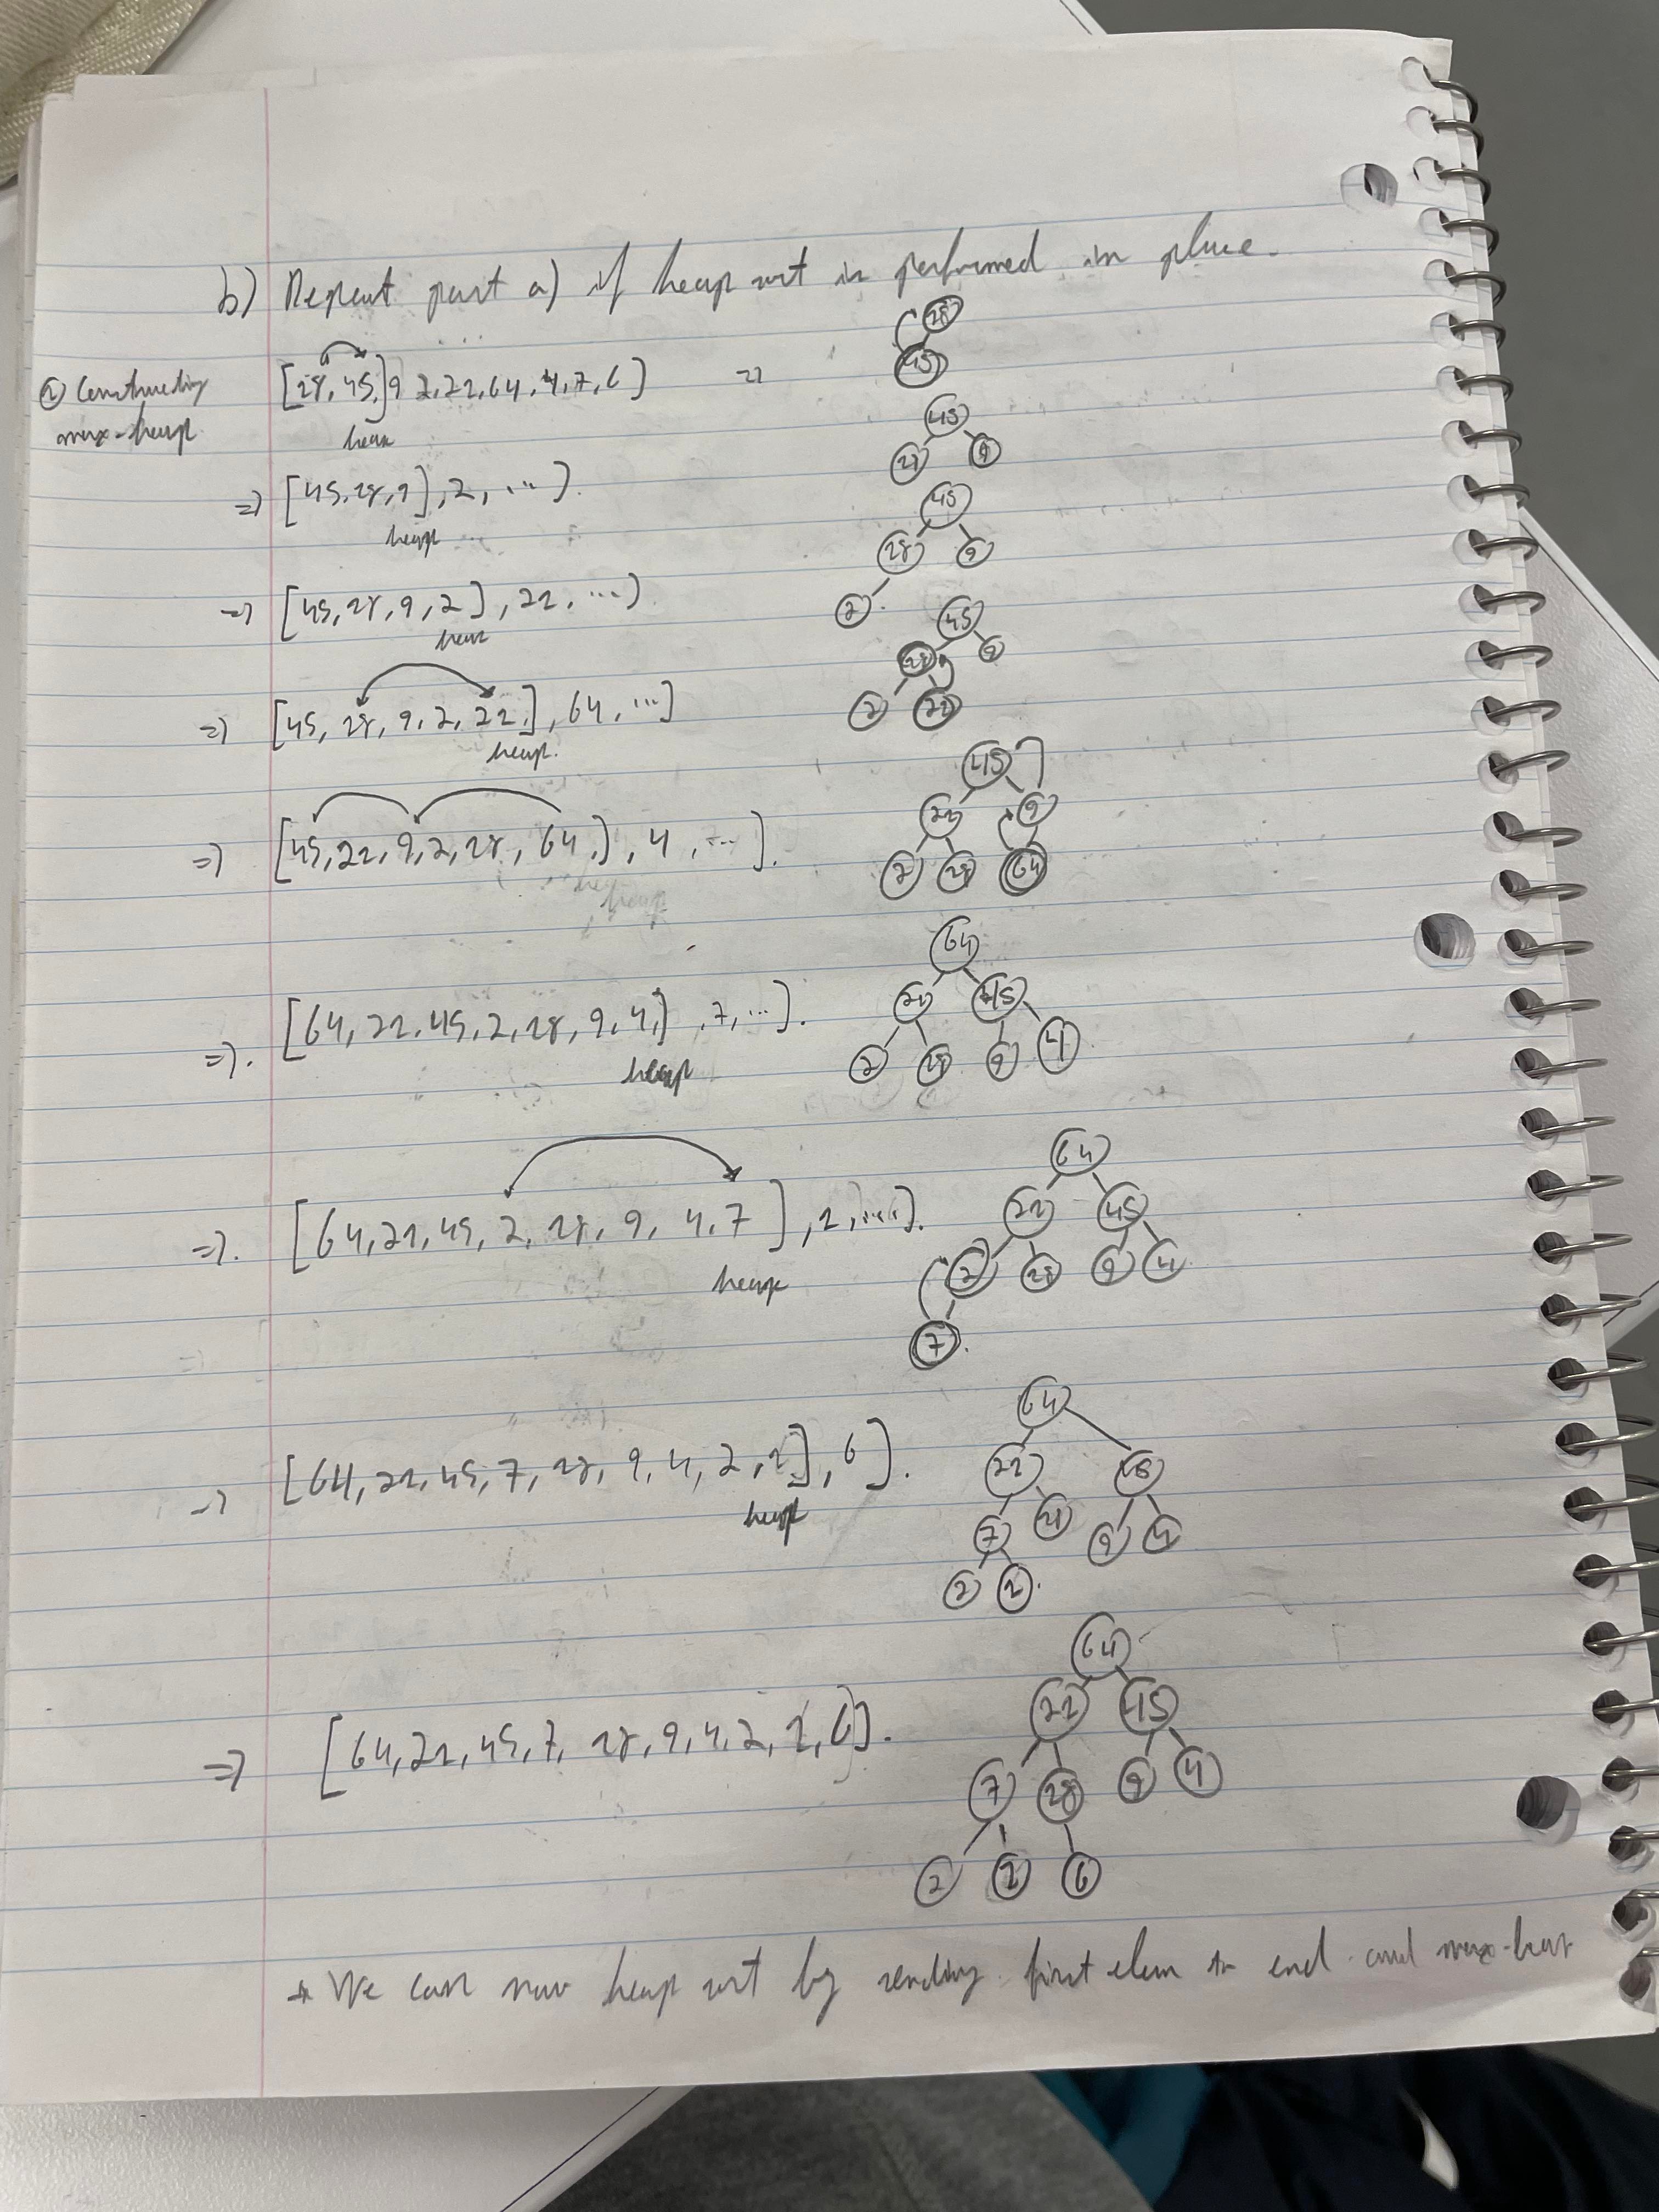 b) Repeat part a) if heap sort is performed in place.
① Constructing
max-heap.
[28, 45,] 9 2, 22, 64, 4, 7, 6]
heap
28
45
=> [45, 28, 9], 2, ...].
heap
45
28 9
=> [45, 28, 9, 2], 22, ...]
heap
45
28 9
2
=> [45, 28, 9, 2, 22,], 64, ...]
heap.
45
28 9
2 22
=> [45, 22, 9, 2, 28, 64,], 4, ...].
heap
45
22 9
2 28 64
=>. [64, 22, 45, 2, 28, 9, 4,], 7, ...].
heap
64
22 45
2 28 9 4
=>. [64, 22, 45, 2, 28, 9, 4, 7], 1, ...].
heap
64
22 45
2 28 9 4
7
=> [64, 22, 45, 7, 28, 9, 4, 2, 1], 6].
heap
64
22 45
7 9 4
2 1
=> [64, 22, 45, 7, 28, 9, 4, 2, 1, 6].
64
22 45
7 28 9 4
2 1 6
* We can now heap sort by sending first elem to end and max-heap